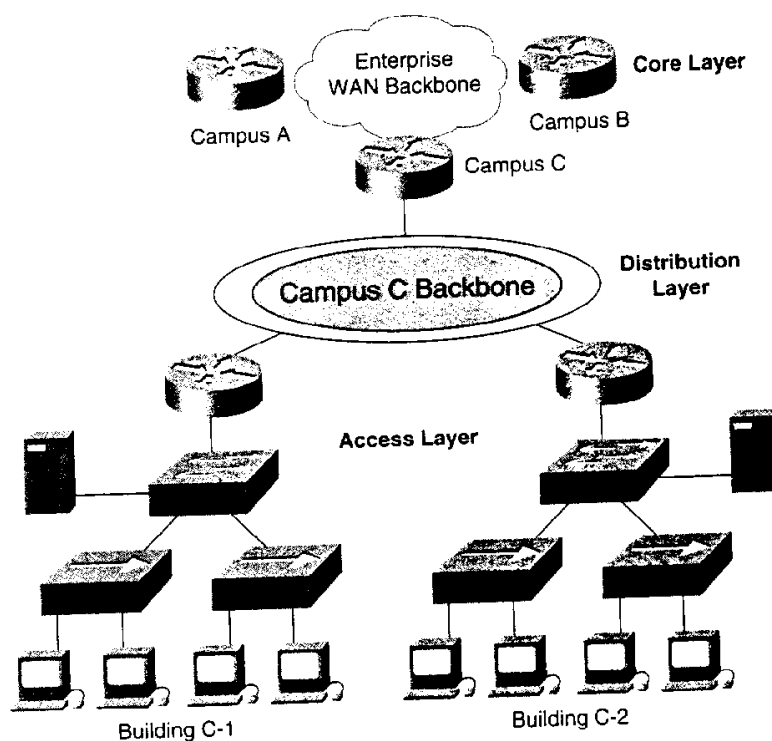 Enterprise
WAN Backbone
Core Layer
Campus A
Campus B
Campus C
Campus C Backbone
Distribution
Layer
Access Layer
Building C-1
Building C-2